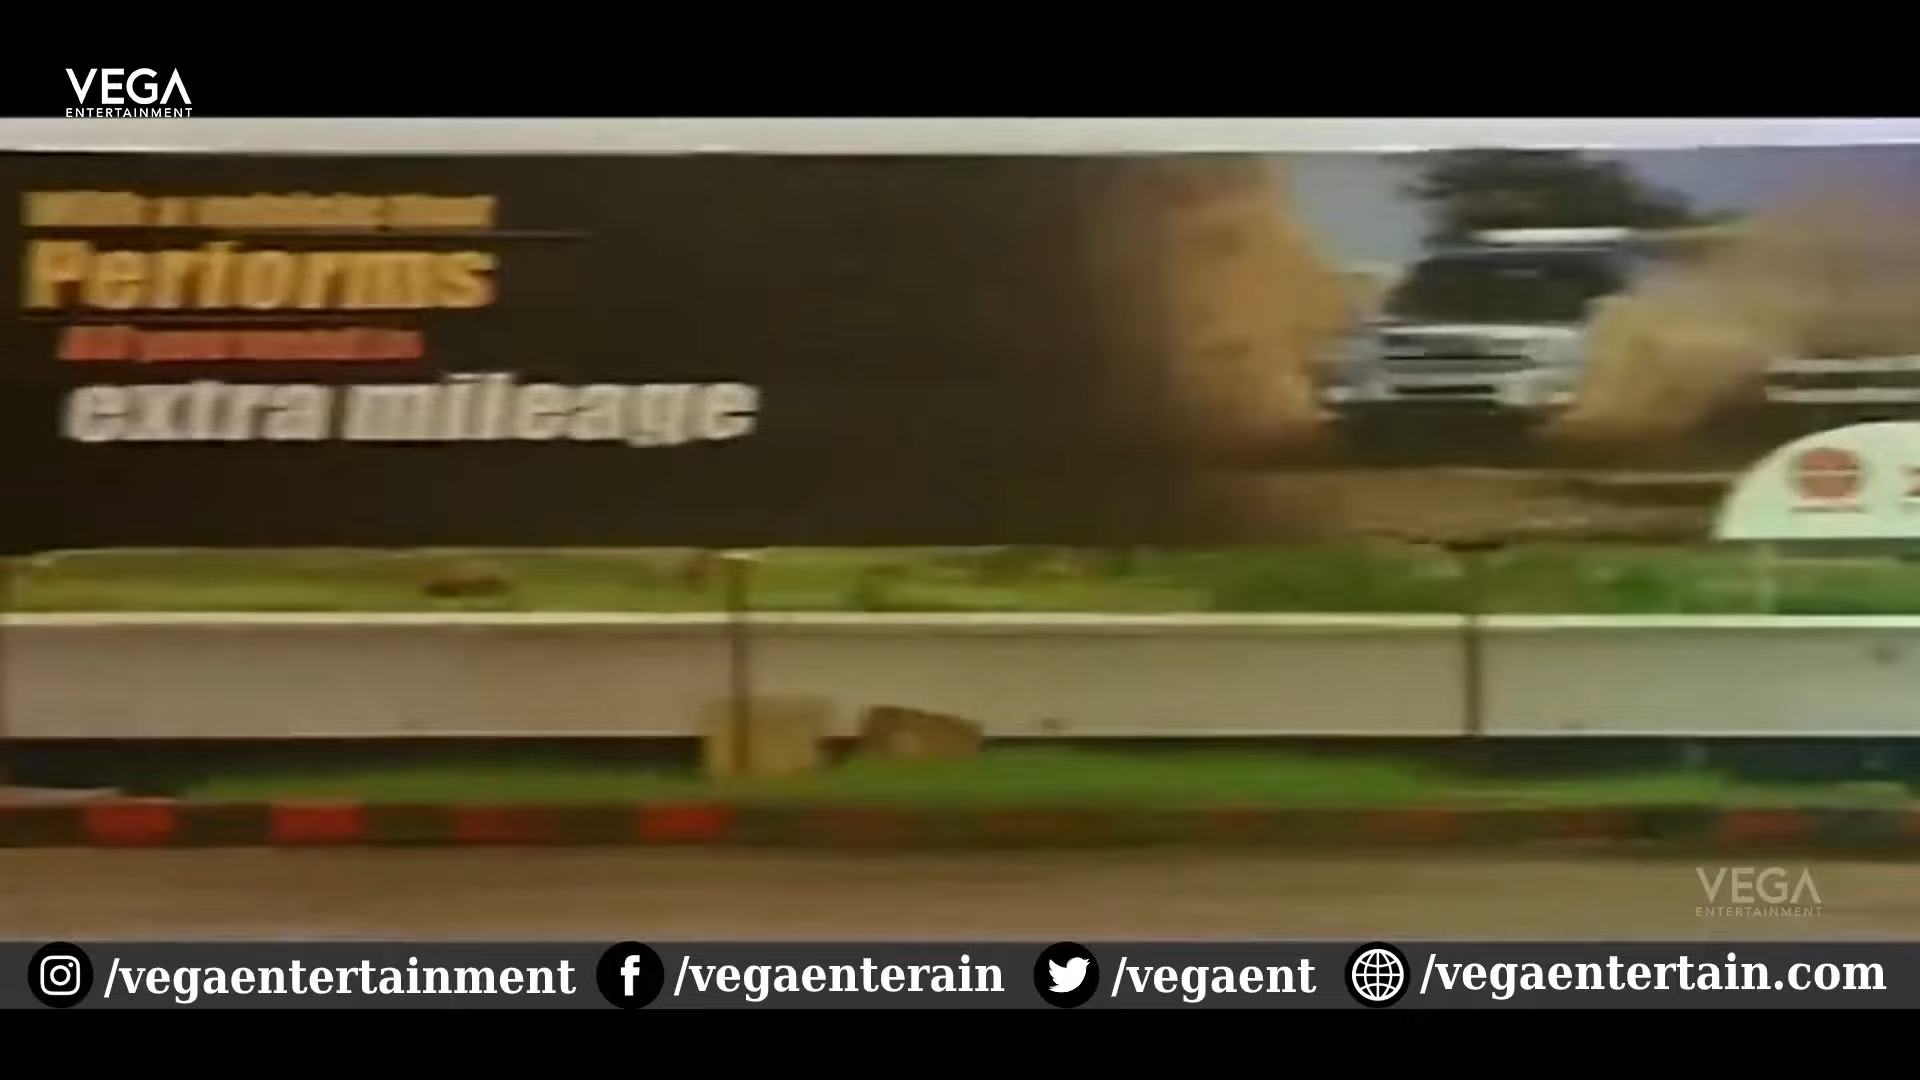 VEGA
ENTERTAINMENT
Performs
extra mileage
VEGA
ENTERTAINMENT
/vegaentertainment /vegaenterain /vegaent /vegaentertain.com